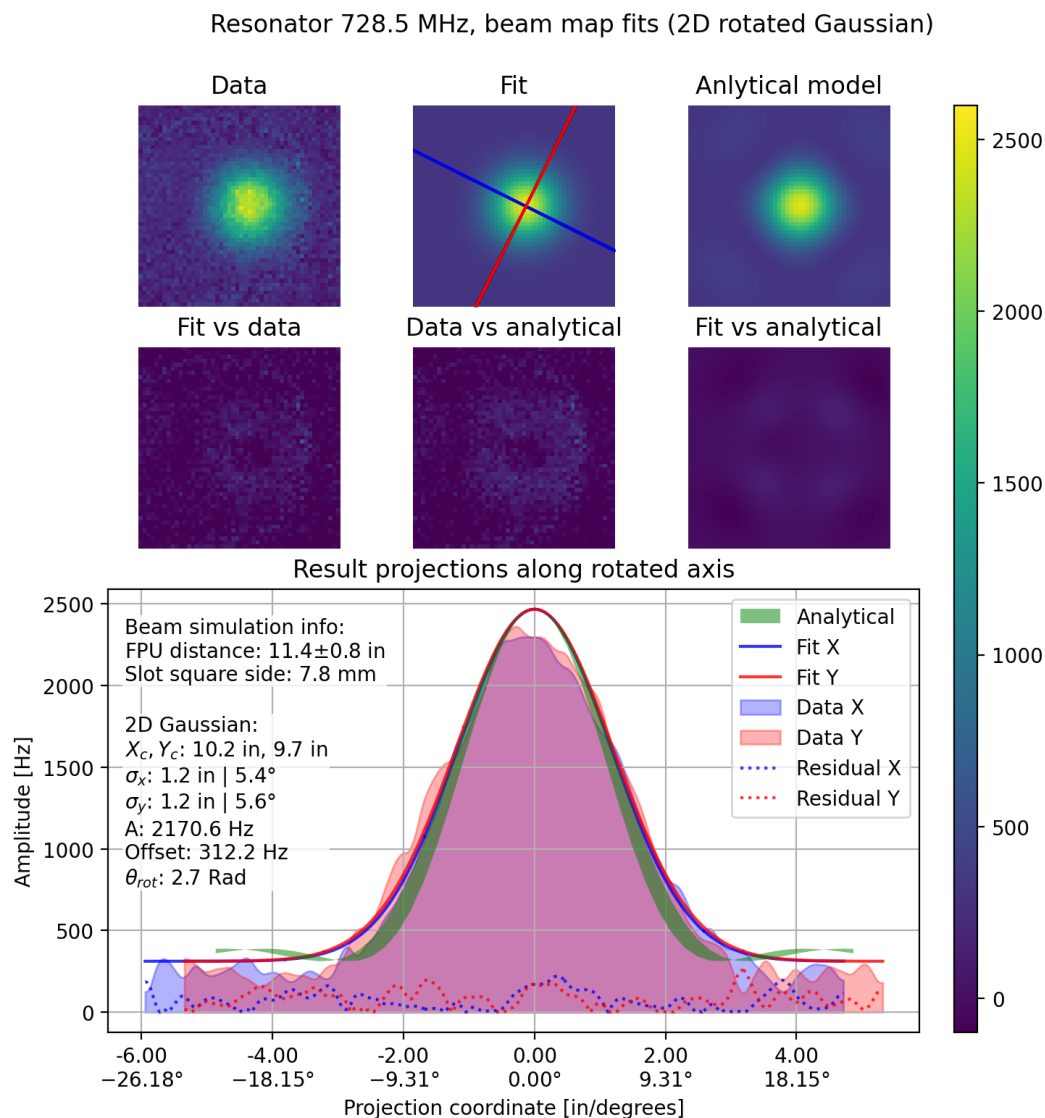 Resonator 728.5 MHz, beam map fits (2D rotated Gaussian)
Data
Fit
Anlytical model
Fit vs data
Data vs analytical
Fit vs analytical
2500
2000
1500
1000
500
0
Result projections along rotated axis
Amplitude [Hz]
2500
2000
1500
1000
500
0
Beam simulation info:
FPU distance: 11.4±0.8 in
Slot square side: 7.8 mm
2D Gaussian:
X_c, Y_c: 10.2 in, 9.7 in
σ_x: 1.2 in | 5.4°
σ_y: 1.2 in | 5.6°
A: 2170.6 Hz
Offset: 312.2 Hz
θ_rot: 2.7 Rad
Analytical
Fit X
Fit Y
Data X
Data Y
Residual X
Residual Y
-6.00 -4.00 -2.00 0.00 2.00 4.00
−26.18° −18.15° −9.31° 0.00° 9.31° 18.15°
Projection coordinate [in/degrees]